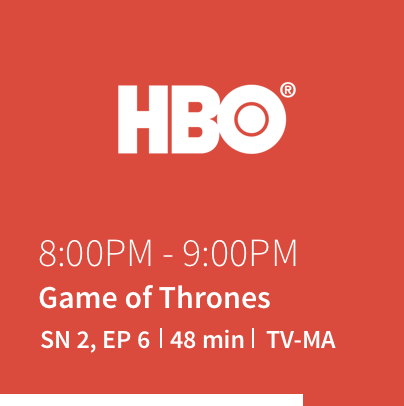 HBO®
8:00PM - 9:00PM
Game of Thrones
SN 2, EP 6 | 48 min | TV-MA